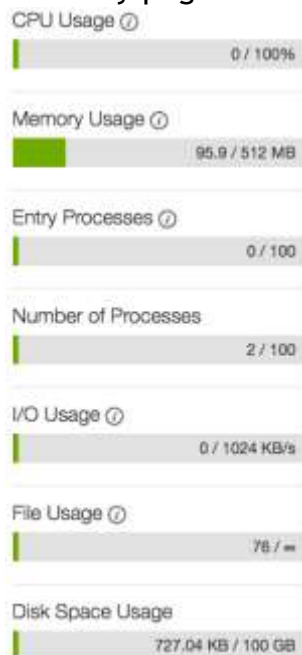 CPU Usage
0 / 100%
Memory Usage
95.9 / 512 MB
Entry Processes
0 / 100
Number of Processes
2 / 100
I/O Usage
0 / 1024 KB/s
File Usage
76 / ∞
Disk Space Usage
727.04 KB / 100 GB